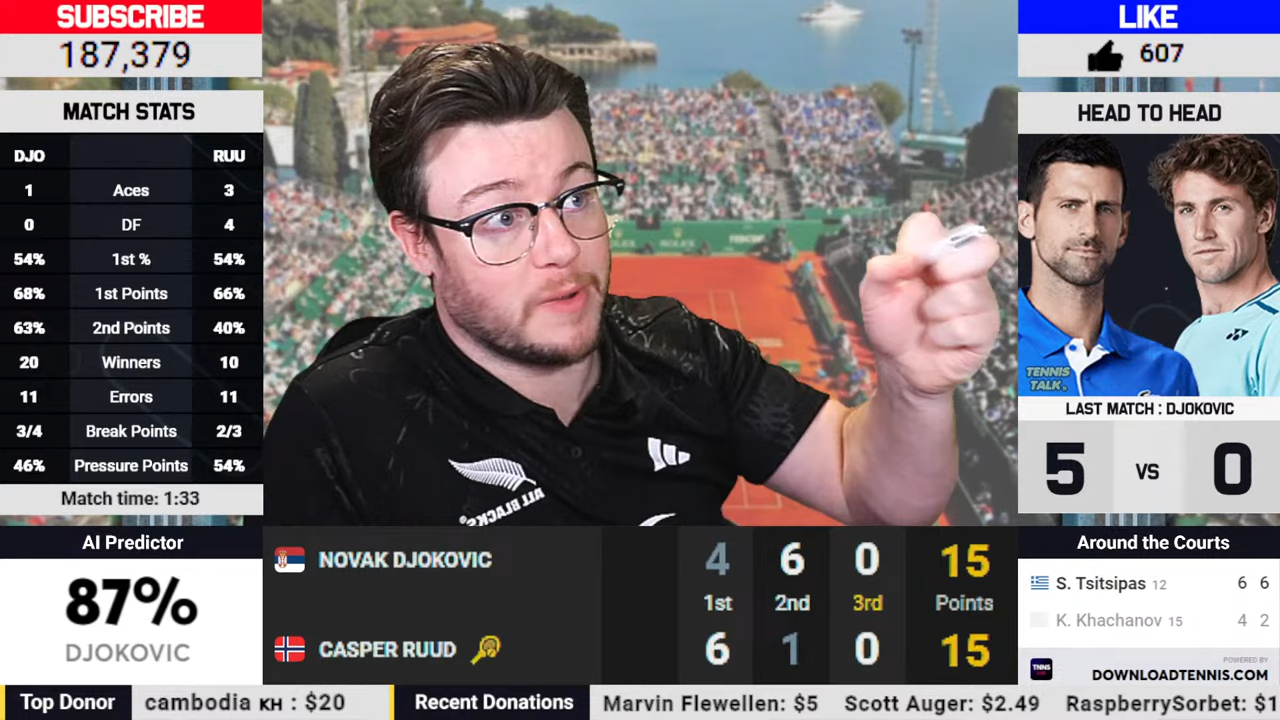 SUBSCRIBE
187,379
MATCH STATS
DJO RUU
1 Aces 3
0 DF 4
54% 1st % 54%
68% 1st Points 66%
63% 2nd Points 40%
20 Winners 10
11 Errors 11
3/4 Break Points 2/3
46% Pressure Points 54%
Match time: 1:33
AI Predictor
87%
DJOKOVIC
ROLEX
ALL BLACKS
NOVAK DJOKOVIC 4 6 0 15
1st 2nd 3rd Points
CASPER RUUD 6 1 0 15
LIKE
607
HEAD TO HEAD
TENNIS
TALK.
LAST MATCH : DJOKOVIC
5 VS 0
Around the Courts
S. Tsitsipas 12 6 6
K. Khachanov 15 4 2
TNNS
POWERED BY
DOWNLOADTENNIS.COM
Top Donor cambodia KH : $20 Recent Donations Marvin Flewellen: $5 Scott Auger: $2.49 RaspberrySorbet: $1